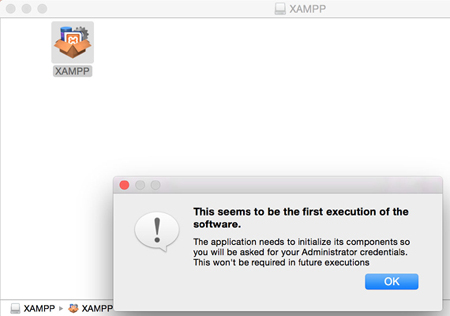 XAMPP
XAMPP
This seems to be the first execution of the
software.
The application needs to initialize its components so
you will be asked for your Administrator credentials.
This won't be required in future executions
OK
XAMPP ▸ XAMPP